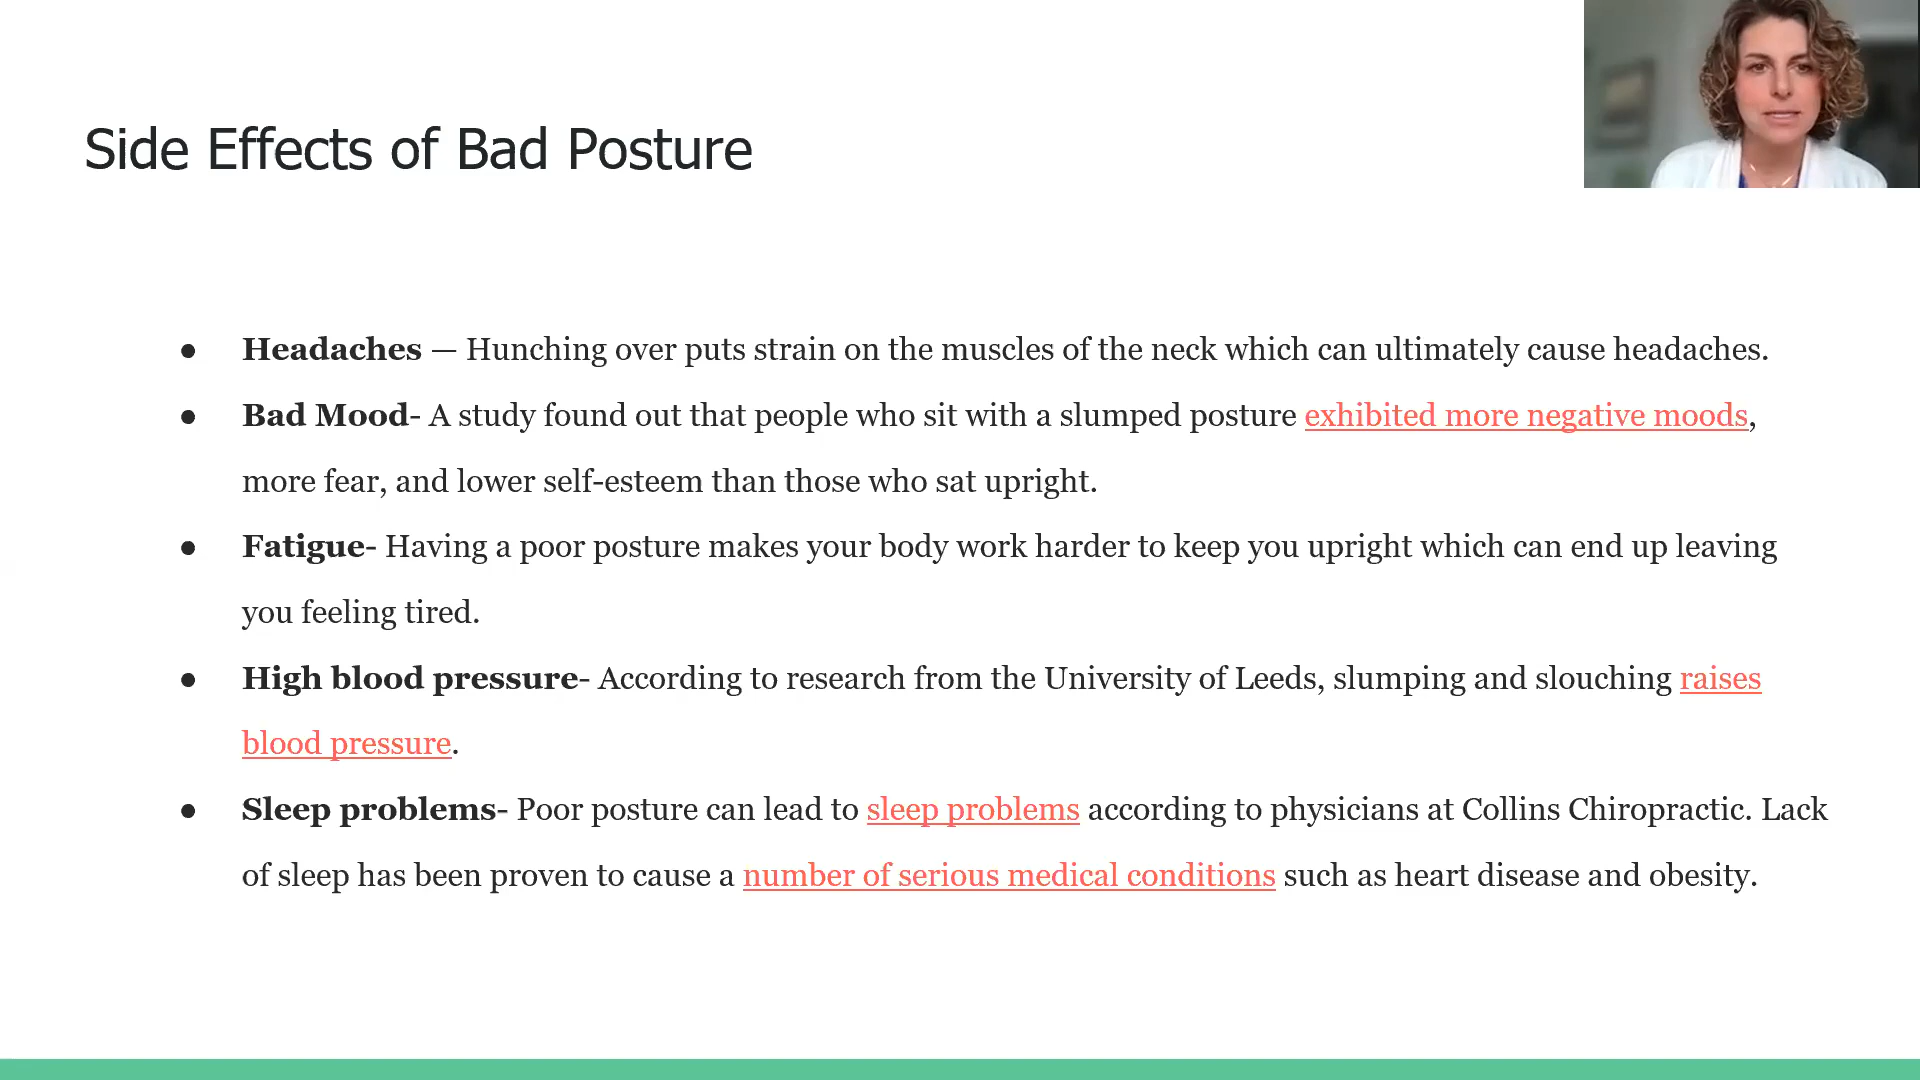 Side Effects of Bad Posture
● Headaches — Hunching over puts strain on the muscles of the neck which can ultimately cause headaches.
● Bad Mood- A study found out that people who sit with a slumped posture exhibited more negative moods,
more fear, and lower self-esteem than those who sat upright.
● Fatigue- Having a poor posture makes your body work harder to keep you upright which can end up leaving
you feeling tired.
● High blood pressure- According to research from the University of Leeds, slumping and slouching raises
blood pressure.
● Sleep problems- Poor posture can lead to sleep problems according to physicians at Collins Chiropractic. Lack
of sleep has been proven to cause a number of serious medical conditions such as heart disease and obesity.